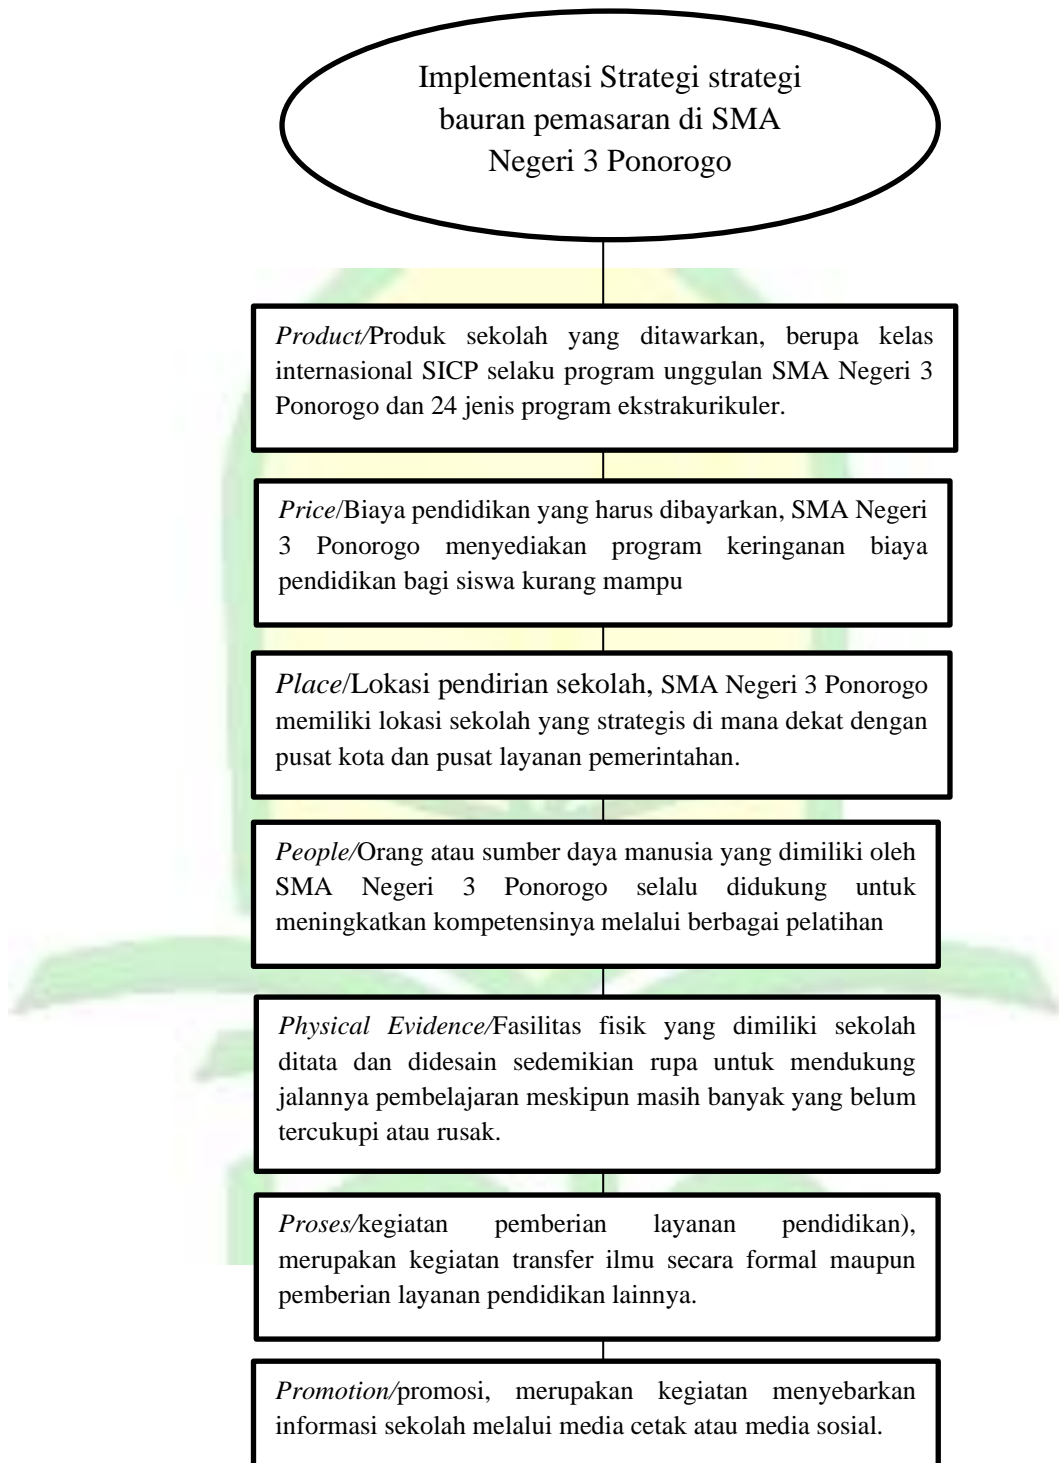 Implementasi Strategi strategi
bauran pemasaran di SMA
Negeri 3 Ponorogo
Product/Produk sekolah yang ditawarkan, berupa kelas
internasional SICP selaku program unggulan SMA Negeri 3
Ponorogo dan 24 jenis program ekstrakurikuler.
Price/Biaya pendidikan yang harus dibayarkan, SMA Negeri
3 Ponorogo menyediakan program keringanan biaya
pendidikan bagi siswa kurang mampu
Place/Lokasi pendirian sekolah, SMA Negeri 3 Ponorogo
memiliki lokasi sekolah yang strategis di mana dekat dengan
pusat kota dan pusat layanan pemerintahan.
People/Orang atau sumber daya manusia yang dimiliki oleh
SMA Negeri 3 Ponorogo selalu didukung untuk
meningkatkan kompetensinya melalui berbagai pelatihan
Physical Evidence/Fasilitas fisik yang dimiliki sekolah
ditata dan didesain sedemikian rupa untuk mendukung
jalannya pembelajaran meskipun masih banyak yang belum
tercukupi atau rusak.
Proses/kegiatan pemberian layanan pendidikan),
merupakan kegiatan transfer ilmu secara formal maupun
pemberian layanan pendidikan lainnya.
Promotion/promosi, merupakan kegiatan menyebarkan
informasi sekolah melalui media cetak atau media sosial.